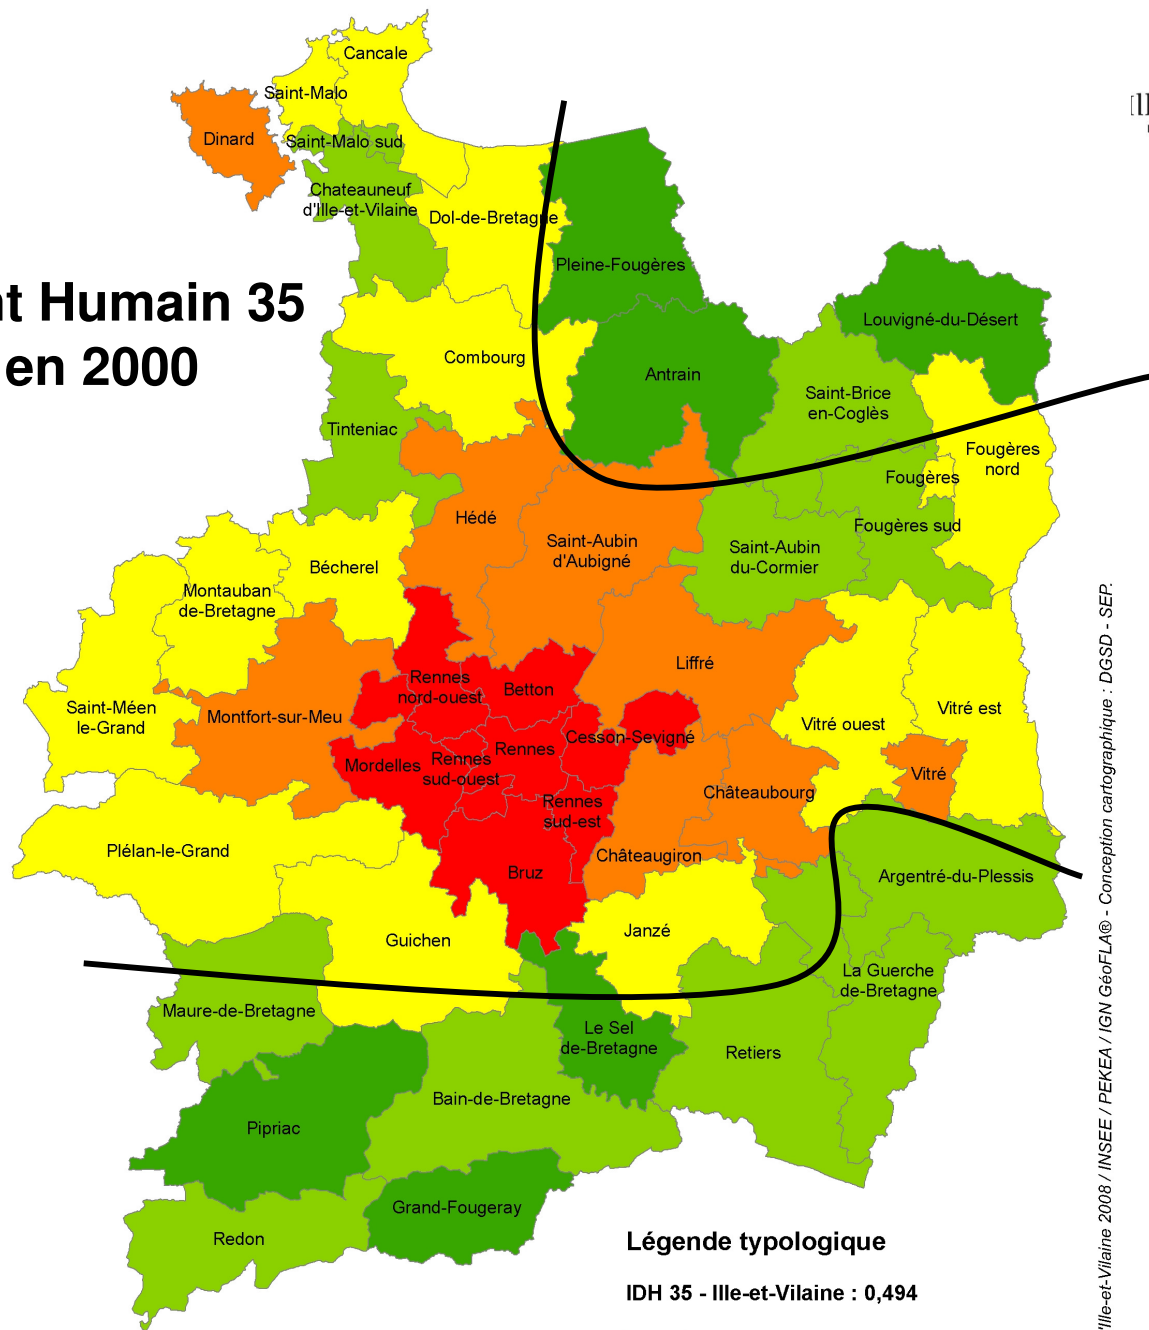 Cancale
Saint-Malo
Dinard
Saint-Malo sud
Chateauneuf
d'Ille-et-Vilaine
Dol-de-Bretagne
Pleine-Fougères
Humain 35
en 2000
Louvigné-du-Désert
Combourg
Antrain
Saint-Brice
en-Coglès
Tinteniac
Fougères
nord
Fougères
Hédé
Fougères sud
Saint-Aubin
d'Aubigné
Saint-Aubin
du-Cormier
Bécherel
Montauban
de-Bretagne
Liffré
Rennes
nord-ouest
Betton
Saint-Méen
le-Grand
Montfort-sur-Meu
Vitré ouest
Vitré est
Cesson-Sevigné
Rennes
Mordelles
Rennes
sud-ouest
Vitré
Châteaubourg
Rennes
sud-est
Plélan-le-Grand
Châteaugiron
Bruz
Argentré-du-Plessis
Guichen
Janzé
La Guerche
de-Bretagne
Maure-de-Bretagne
Le Sel
de-Bretagne
Retiers
Bain-de-Bretagne
Pipriac
Grand-Fougeray
Redon
Légende typologique
IDH 35 - Ille-et-Vilaine : 0,494
'Ille-et-Vilaine 2008 / INSEE / PEKEA / IGN GéoFLA® - Conception cartographique : DGSD - SEP.